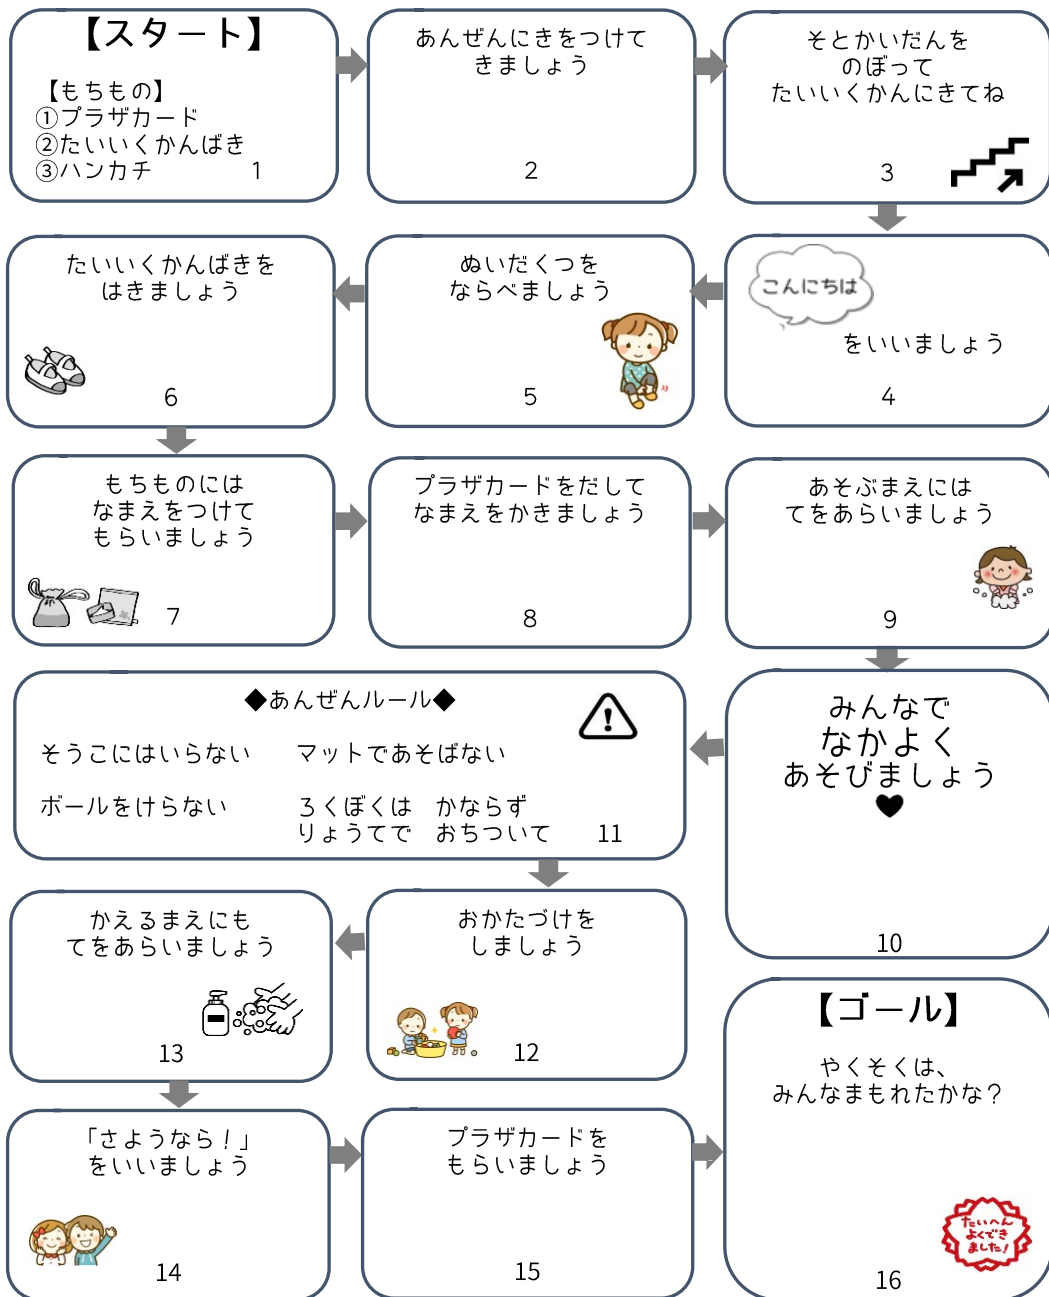 【スタート】
【もちもの】
①プラザカード
②たいいくかんばき
③ハンカチ
1
あんぜんにきをつけて
きましょう
2
そとかいだんを
のぼって
たいいくかんにきてね
3
こんにちは
をいいましょう
4
ぬいだくつを
ならべましょう
5
たいいくかんばきを
はきましょう
6
もちものには
なまえをつけて
もらいましょう
7
プラザカードをだして
なまえをかきましょう
8
あそぶまえには
てをあらいましょう
9
みんなで
なかよく
あそびましょう
♥
10
◆あんぜんルール◆
そうこにはいらない マットであそばない
ボールをけらない ろくぼくは かならず
りょうてで おちついて
11
おかたづけを
しましょう
12
かえるまえにも
てをあらいましょう
13
「さようなら！」
をいいましょう
14
プラザカードを
もらいましょう
15
【ゴール】
やくそくは、
みんなまもれたかな？
たいへん
よくでき
ました!
16